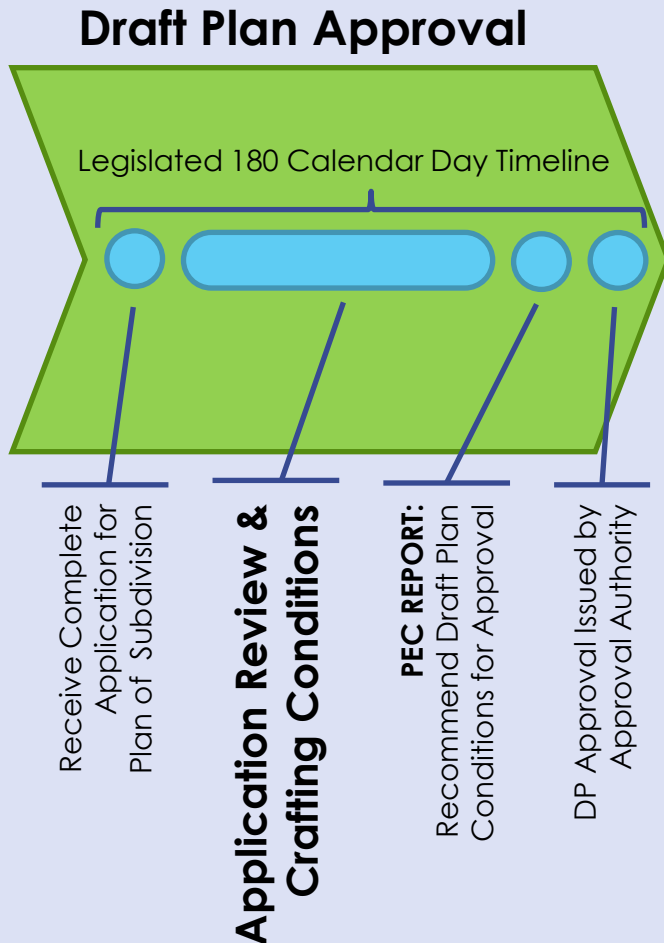 Draft Plan Approval
Legislated 180 Calendar Day Timeline
Receive Complete
Application for
Plan of Subdivision
Application Review &
Crafting Conditions
PEC REPORT:
Recommend Draft Plan
Conditions for Approval
DP Approval Issued by
Approval Authority